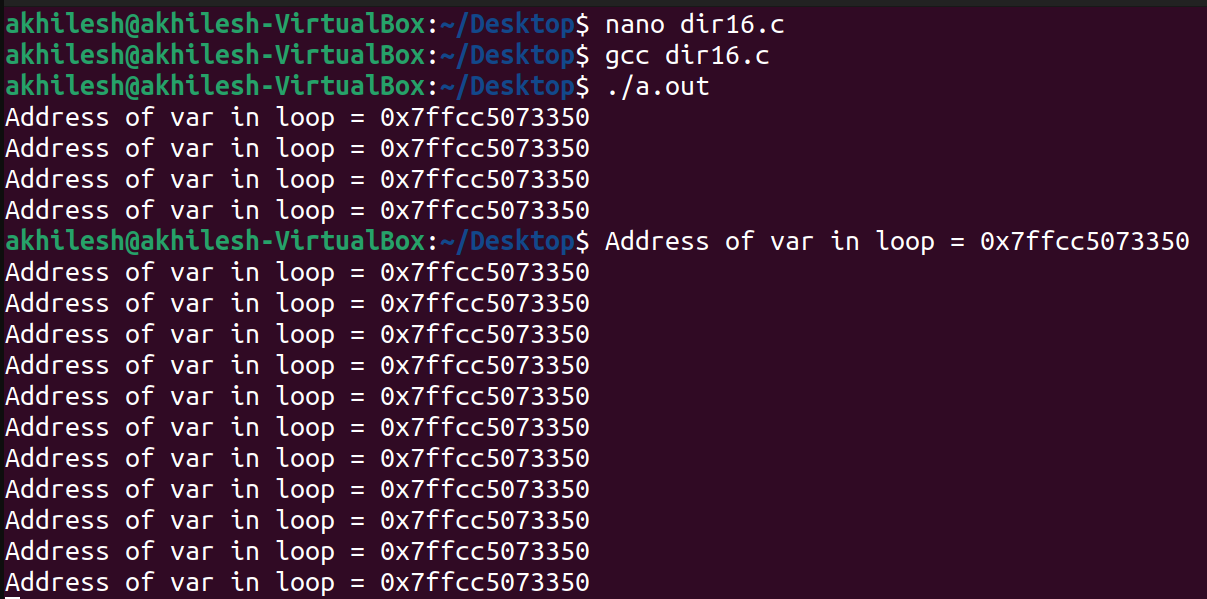 akhilesh@akhilesh-VirtualBox:~/Desktop$ nano dir16.c
akhilesh@akhilesh-VirtualBox:~/Desktop$ gcc dir16.c
akhilesh@akhilesh-VirtualBox:~/Desktop$ ./a.out
Address of var in loop = 0x7ffcc5073350
Address of var in loop = 0x7ffcc5073350
Address of var in loop = 0x7ffcc5073350
Address of var in loop = 0x7ffcc5073350
akhilesh@akhilesh-VirtualBox:~/Desktop$ Address of var in loop = 0x7ffcc5073350
Address of var in loop = 0x7ffcc5073350
Address of var in loop = 0x7ffcc5073350
Address of var in loop = 0x7ffcc5073350
Address of var in loop = 0x7ffcc5073350
Address of var in loop = 0x7ffcc5073350
Address of var in loop = 0x7ffcc5073350
Address of var in loop = 0x7ffcc5073350
Address of var in loop = 0x7ffcc5073350
Address of var in loop = 0x7ffcc5073350
Address of var in loop = 0x7ffcc5073350
Address of var in loop = 0x7ffcc5073350